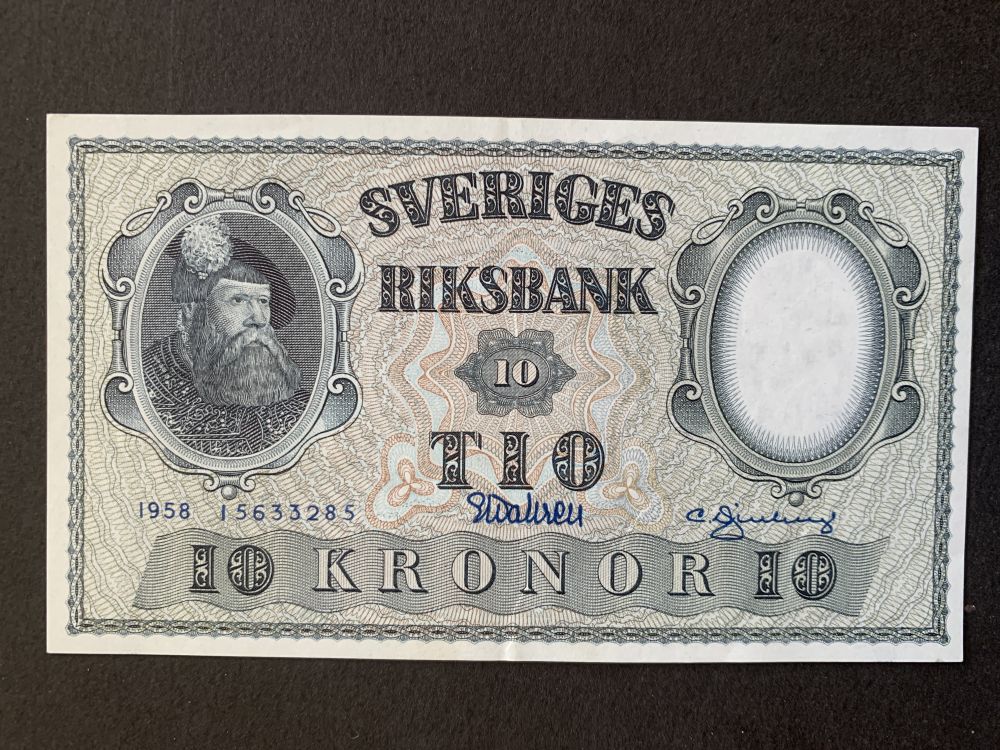 SVERIGES
RIKSBANK
10
TIO
1958 15633285
10 KRONOR 10